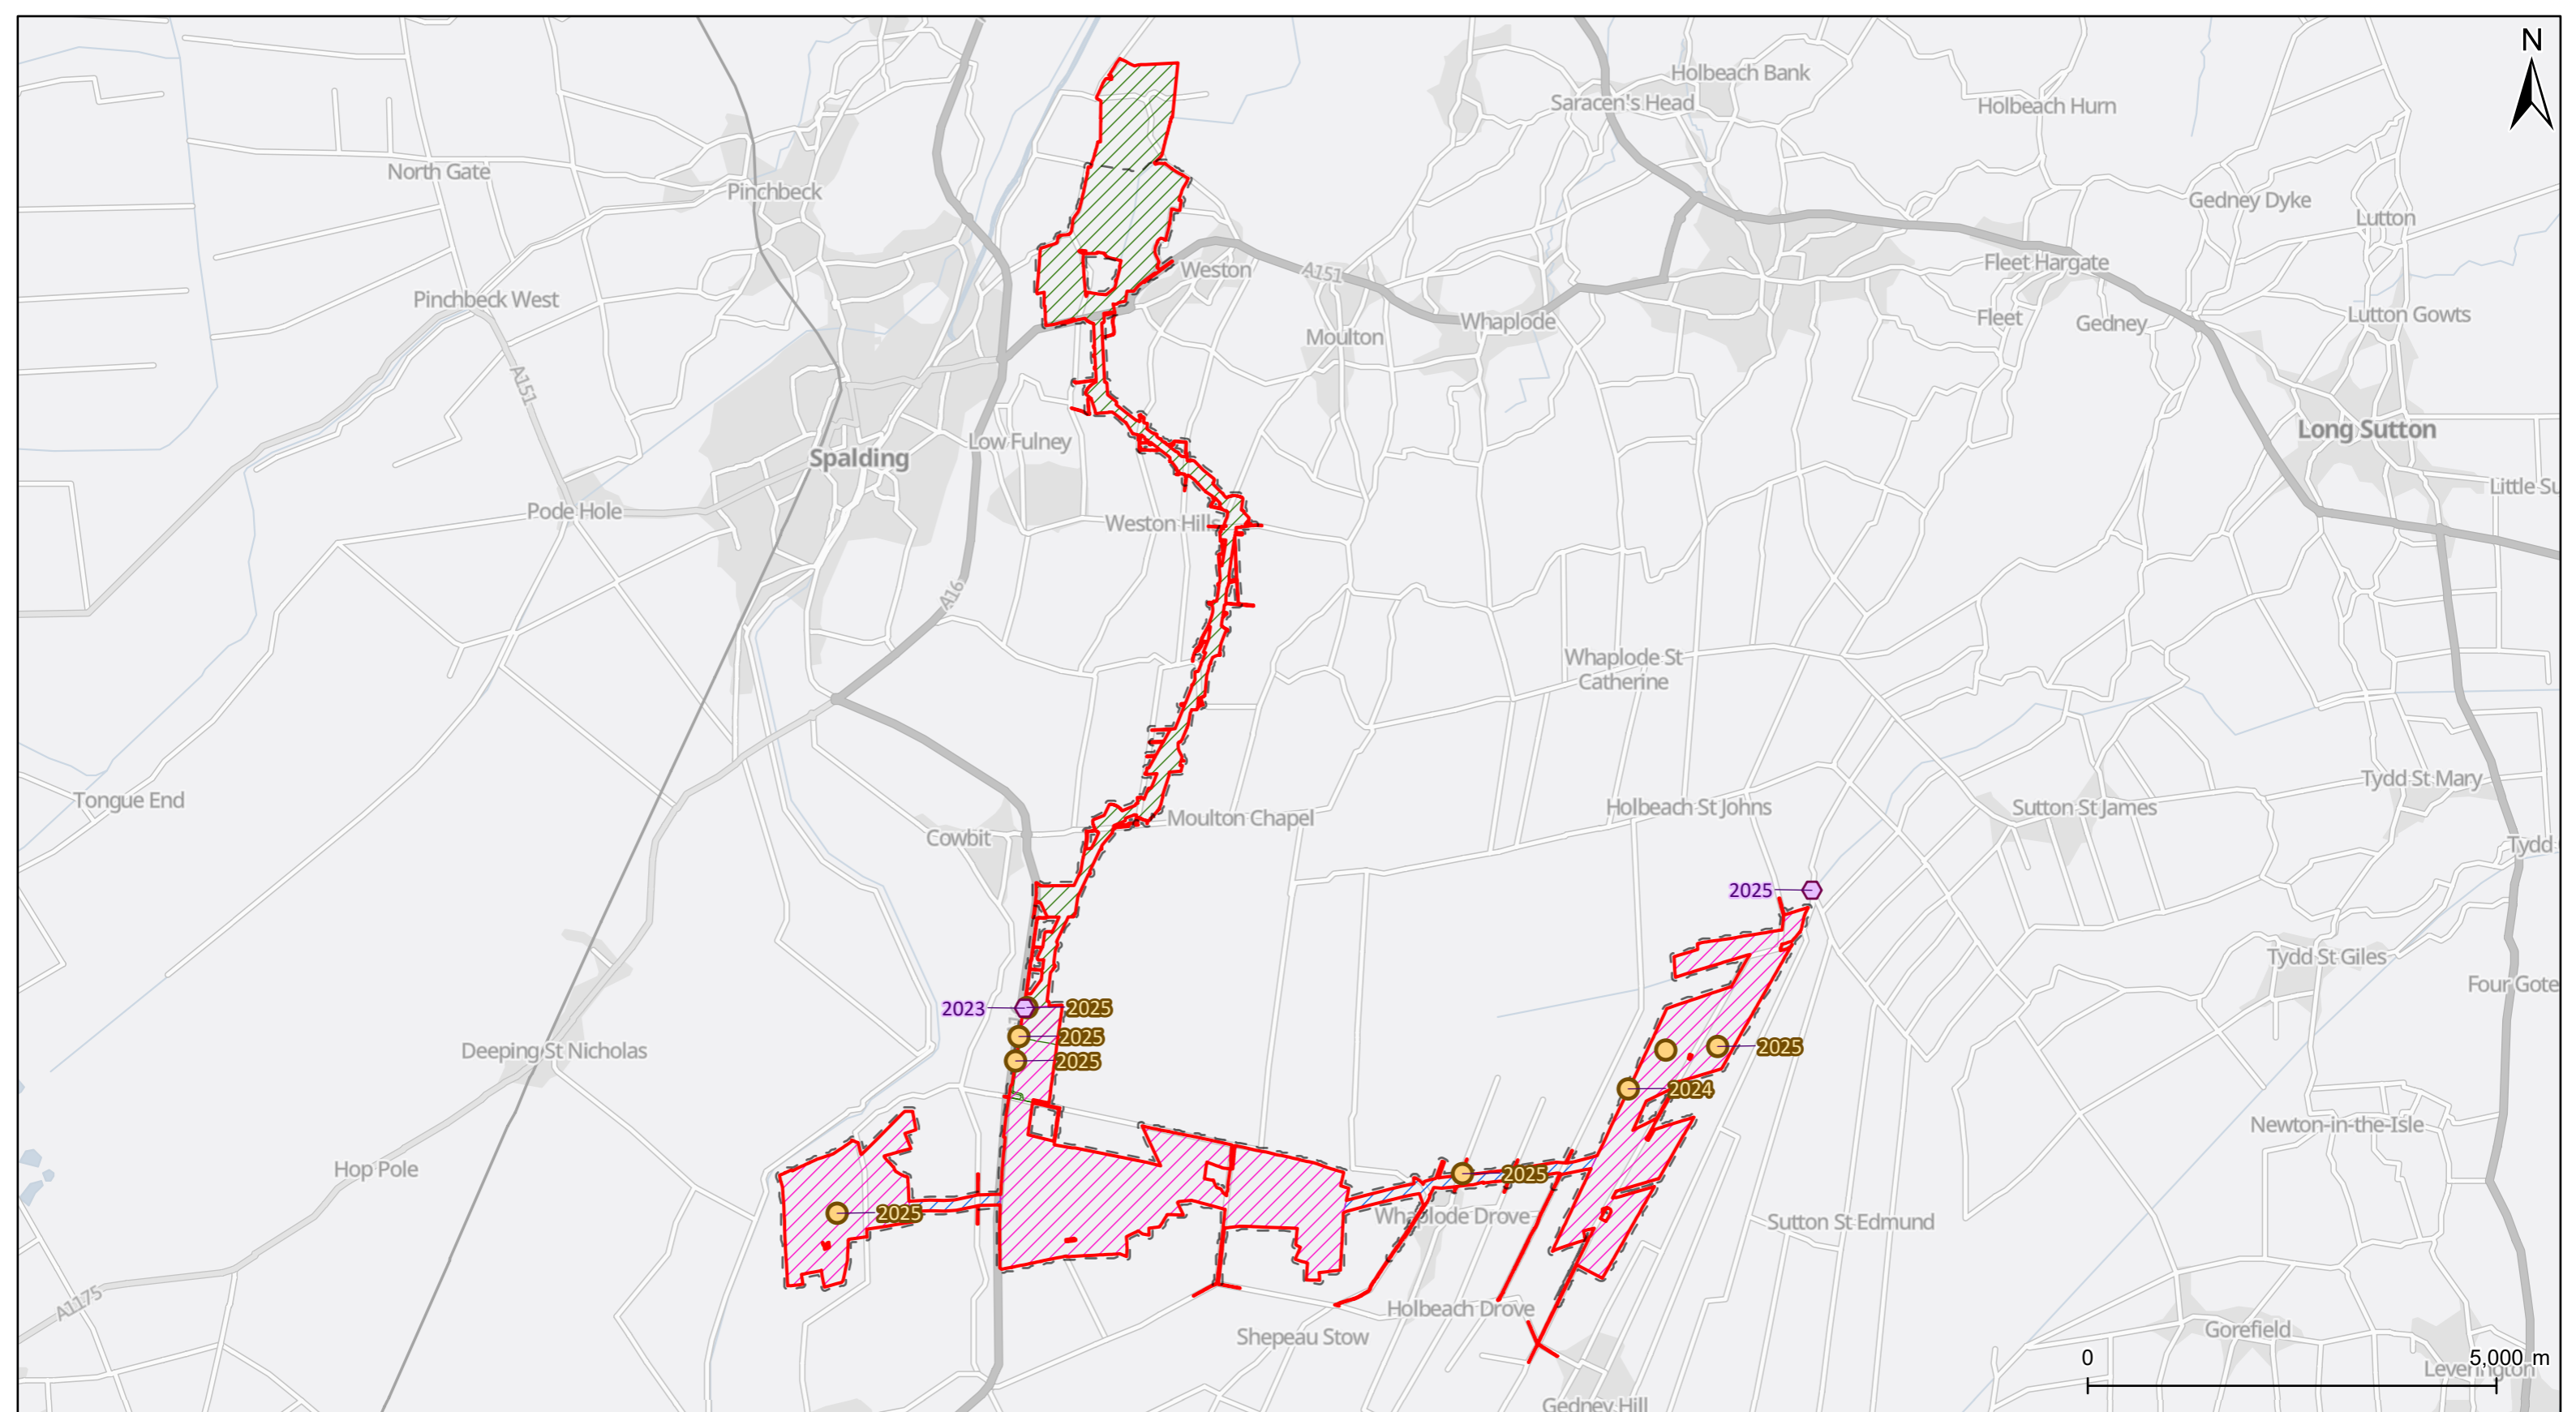 N
Holbeach Bank
Saracen's Head
Holbeach Hurn
North Gate
Pinchbeck
Gedney Dyke
Lutton
Weston
A151
Fleet Hargate
Pinchbeck West
Moulton
Whaplode
Fleet
Gedney
Lutton Gowts
A151
Low Fulney
Spalding
Long Sutton
Little Su
Pode Hole
Weston Hills
A16
Whaplode St
Catherine
Tongue End
Cowbit
Moulton Chapel
Holbeach St Johns
Sutton St James
Tydd St Mary
Tydd
2025
Tydd St Giles
Four Gote
2023
2025
2025
2025
Deeping St Nicholas
2025
2024
Newton-in-the-Isle
Hop Pole
2025
2025
Whaplode Drove
Sutton St Edmund
A1175
Holbeach Drove
Shepeau Stow
Gorefield
0
5,000 m
Leverington
Gedney Hill